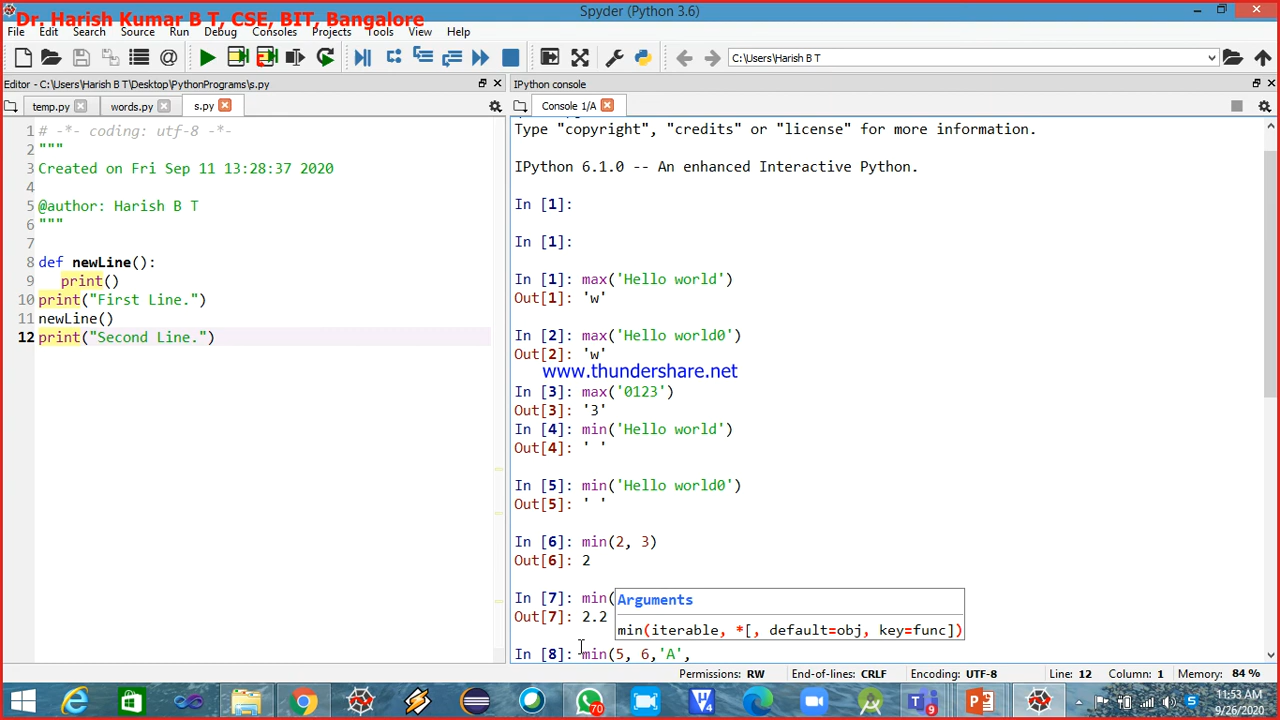 Dr. Harish Kumar B T, CSE, BIT, Bangalore
Spyder (Python 3.6)
File Edit Search Source Run Debug Consoles Projects Tools View Help
C:\Users\Harish B T
Editor - C:\Users\Harish B T\Desktop\PythonPrograms\s.py
IPython console
temp.py words.py s.py
Console 1/A
1 # -*- coding: utf-8 -*-
2 """
3 Created on Fri Sep 11 13:28:37 2020
4
5 @author: Harish B T
6 """
7
8 def newLine():
9 print()
10 print("First Line.")
11 newLine()
12 print("Second Line.")
Type "copyright", "credits" or "license" for more information.
IPython 6.1.0 -- An enhanced Interactive Python.
In [1]:
In [1]:
In [1]: max('Hello world')
Out[1]: 'w'
In [2]: max('Hello world0')
Out[2]: 'w'
www.thundershare.net
In [3]: max('0123')
Out[3]: '3'
In [4]: min('Hello world')
Out[4]: ' '
In [5]: min('Hello world0')
Out[5]: ' '
In [6]: min(2, 3)
Out[6]: 2
In [7]: min(
Out[7]: 2.2
Arguments
min(iterable, *[, default=obj, key=func])
In [8]: min(5, 6,'A',
Permissions: RW End-of-lines: CRLF Encoding: UTF-8 Line: 12 Column: 1 Memory: 84 %
70
9
11:53 AM
9/26/2020